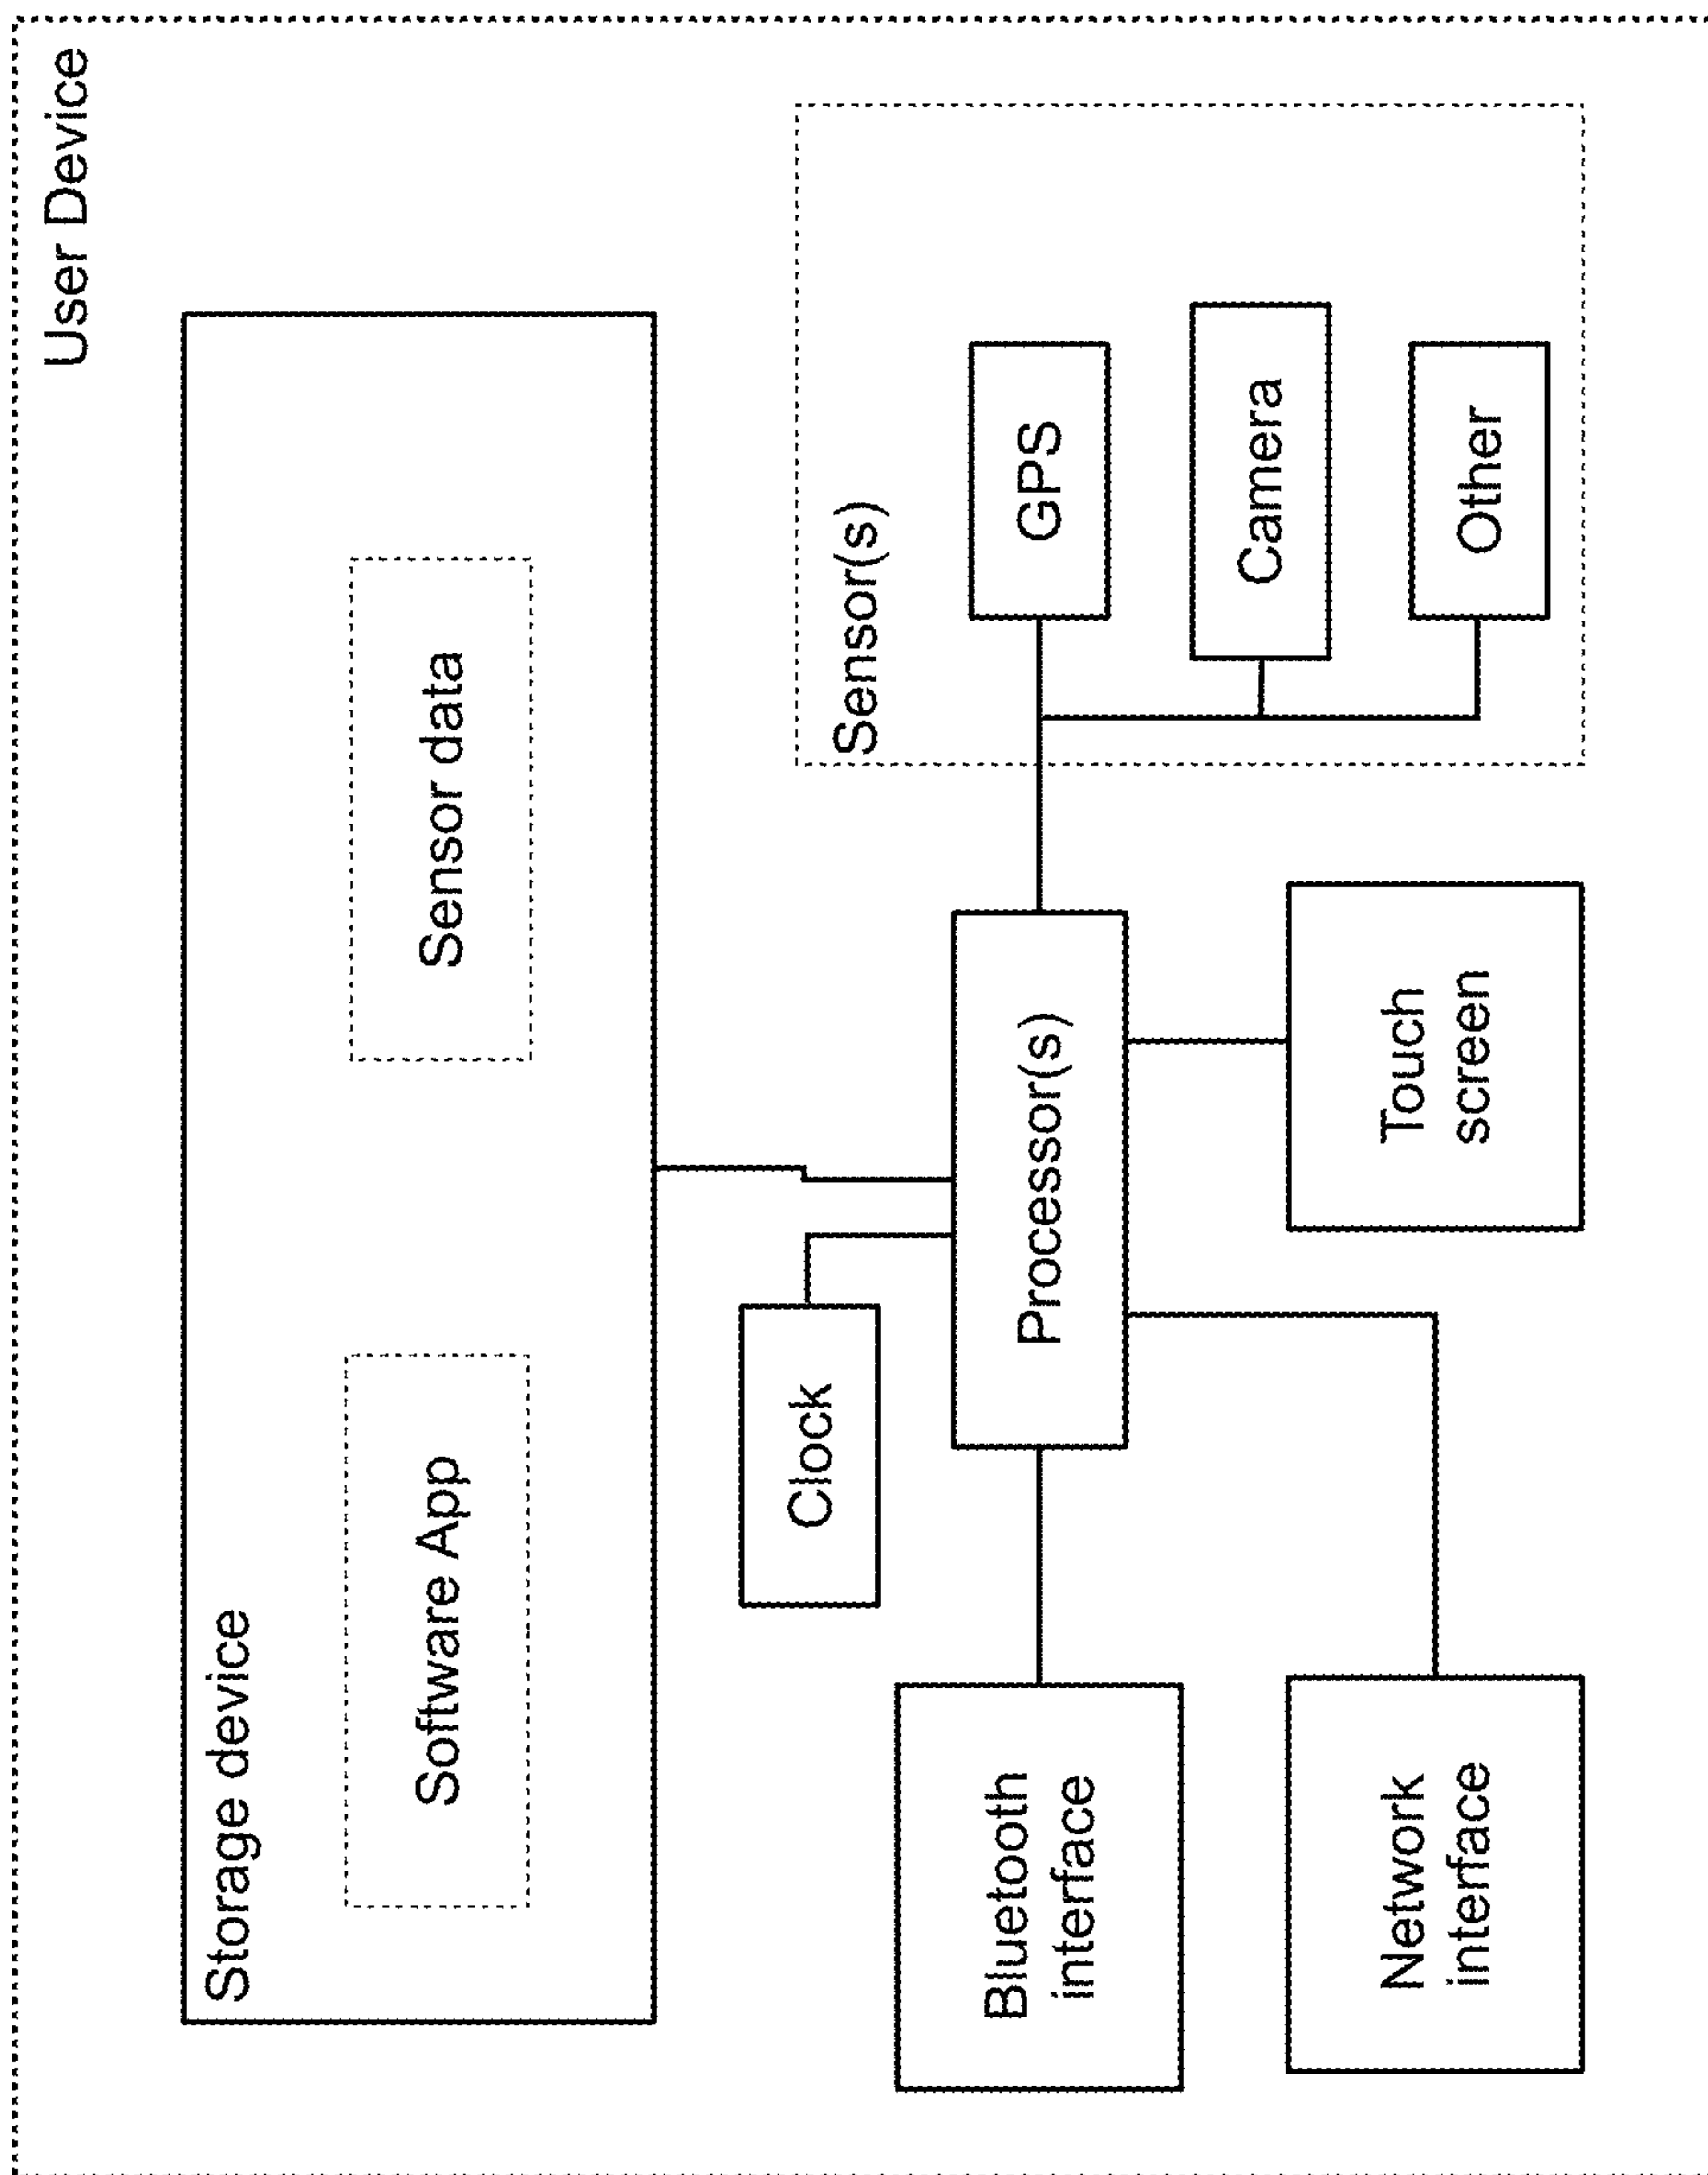 User Device
Storage device
Software App
Sensor data
Clock
Sensor(s)
Bluetooth
interface
Processor(s)
GPS
Camera
Network
interface
Touch
screen
Other